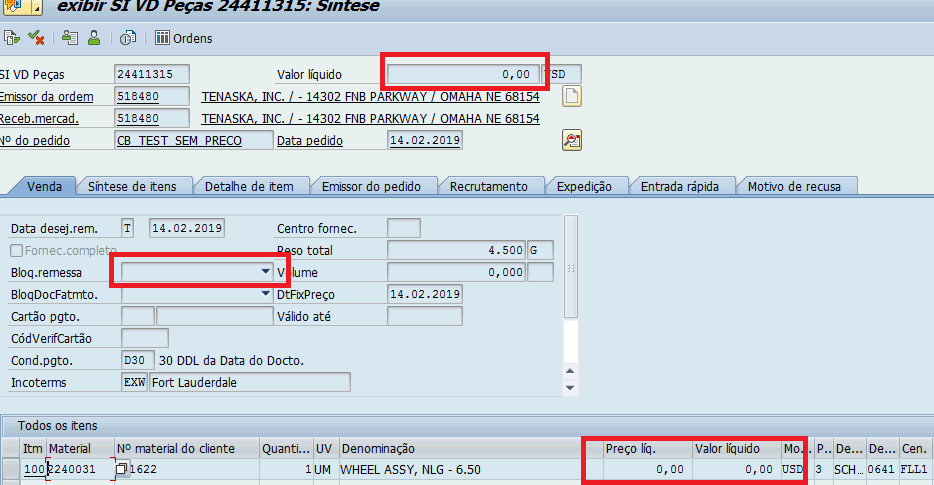 exibir SI VD Peças 24411315: Síntese
Ordens
SI VD Peças 24411315 Valor líquido 0,00 USD
Emissor da ordem 518480 TENASKA, INC. / - 14302 FNB PARKWAY / OMAHA NE 68154
Receb.mercad. 518480 TENASKA, INC. / - 14302 FNB PARKWAY / OMAHA NE 68154
Nº do pedido CB TEST SEM PRECO Data pedido 14.02.2019
Venda Síntese de itens Detalhe de item Emissor do pedido Recrutamento Expedição Entrada rápida Motivo de recusa
Data desej.rem. T 14.02.2019 Centro fornec.
Fornec.completo Peso total 4.500 G
Bloq.remessa Volume 0,000
BloqDocFatmto. DtFixPreço 14.02.2019
Cartão pgto. Válido até
CódVerifCartão
Cond.pgto. D30 30 DDL da Data do Docto.
Incoterms EXW Fort Lauderdale
Todos os itens
Itm Material Nº material do cliente Quanti... UV Denominação Preço líq. Valor líquido Mo... P.. De... De... Cen.
100 2240031 1622 1 UM WHEEL ASSY, NLG - 6.50 0,00 0,00 USD 3 SCH... 0641 FLL1